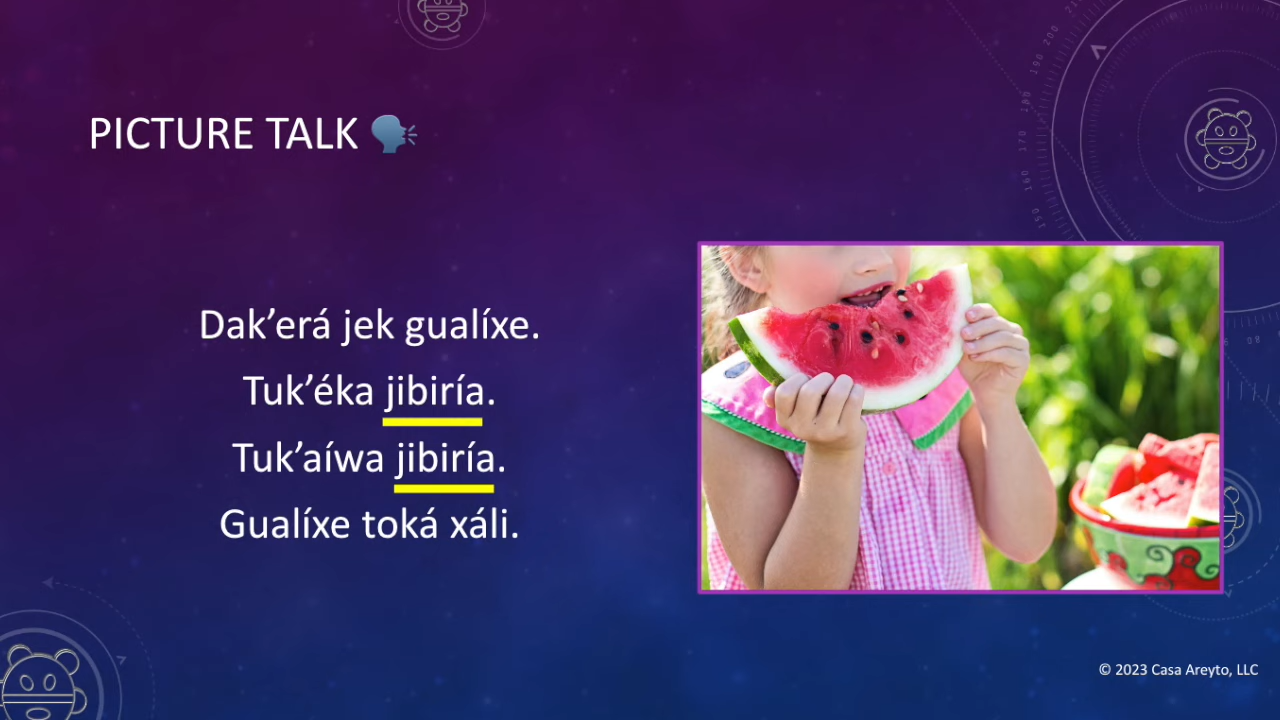 PICTURE TALK 🗣
Dak’erá jek gualíxe.
Tuk’éka jibiría.
Tuk’aíwa jibiría.
Gualíxe toká xáli.
© 2023 Casa Areyto, LLC